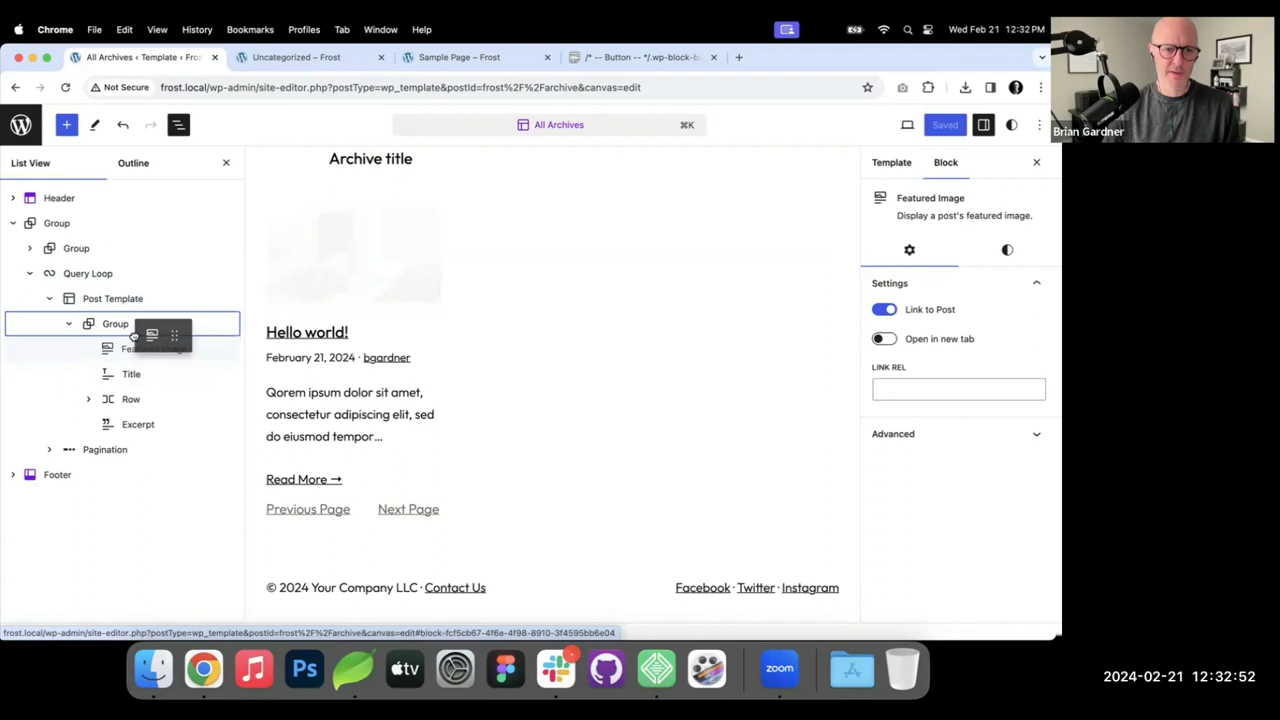 Chrome File Edit View History Bookmarks Profiles Tab Window Help Wed Feb 21 12:32 PM
All Archives ‹ Template ‹ Fros Uncategorized – Frost Sample Page – Frost /* -- Button -- */.wp-block-b
Not Secure frost.local/wp-admin/site-editor.php?postType=wp_template&postId=frost%2F%2Farchive&canvas=edit
Brian Gardner
All Archives ⌘K Saved
List View Outline
Header
Group
Group
Query Loop
Post Template
Group
Featured Image
Title
Row
Excerpt
Pagination
Footer
Archive title
Hello world!
February 21, 2024 · bgardner
Qorem ipsum dolor sit amet,
consectetur adipiscing elit, sed
do eiusmod tempor…
Read More →
Previous Page Next Page
© 2024 Your Company LLC · Contact Us Facebook · Twitter · Instagram
Template Block
Featured Image
Display a post's featured image.
Settings
Link to Post
Open in new tab
LINK REL
Advanced
frost.local/wp-admin/site-editor.php?postType=wp_template&postId=frost%2F%2Farchive&canvas=edit#block-fcf5cb67-4f6e-4f98-8910-3f4595bb6e04
Ps tv zoom
2024-02-21 12:32:52